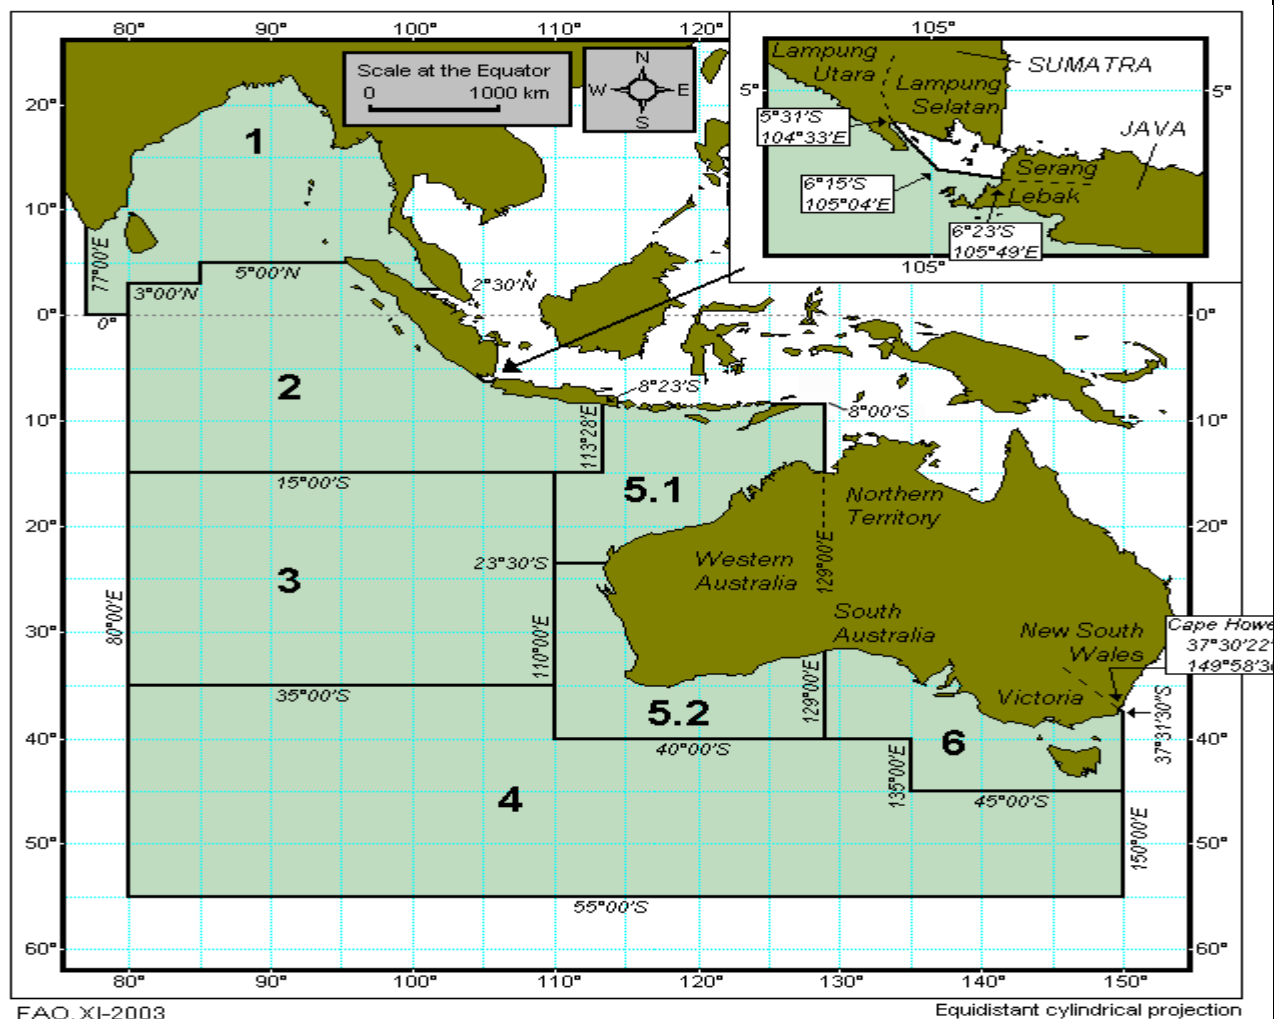 80° 90° 100° 110° 120°
105°
Scale at the Equator
0 1000 km
N
W E
S
Lampung
Utara
Lampung
Selatan
SUMATRA
5° 5°
5°31'S
104°33'E
JAVA
Serang
Lebak
6°15'S
105°04'E
6°23'S
105°49'E
105°
20°
1
10°
77°00'E
5°00'N
3°00'N
2°30'N
0° 0°
0°
2
8°23'S
8°00'S
10° 10°
113°28'E
15°00'S
5.1
Northern
Territory
20° 20°
23°30'S
Western
Australia
129°00'E
3
80°00'E
110°00'E
South
Australia
New South
Wales
Cape Howe
37°30'22"
149°58'3
30°
35°00'S
5.2
129°00'E
Victoria
37°31'30"S
6
40° 40°
40°00'S
135°00'E
45°00'S
4
150°00'E
50° 50°
55°00'S
60° 60°
80° 90° 100° 110° 120° 130° 140° 150°
FAO, XI-2003
Equidistant cylindrical projection